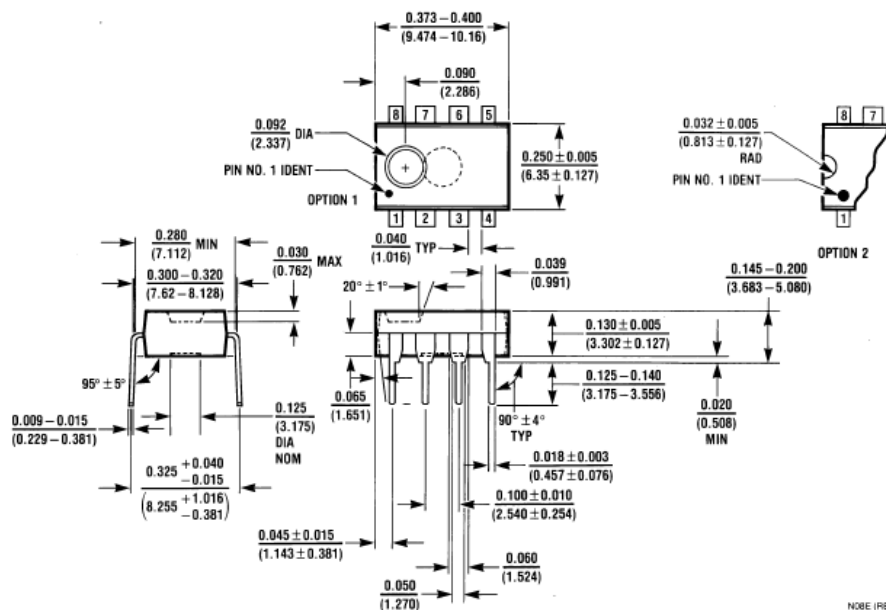 0.373 – 0.400
(9.474 – 10.16)
0.090
(2.286)
8 7 6 5
0.092 DIA
(2.337)
PIN NO. 1 IDENT
OPTION 1
0.250 ± 0.005
(6.35 ± 0.127)
1 2 3 4
0.032 ± 0.005
(0.813 ± 0.127)
RAD
PIN NO. 1 IDENT
8 7
1
OPTION 2
0.280 MIN
(7.112)
0.300 – 0.320
(7.62 – 8.128)
0.030 MAX
(0.762)
0.040 TYP
(1.016)
0.039
(0.991)
20° ± 1°
0.145 – 0.200
(3.683 – 5.080)
0.130 ± 0.005
(3.302 ± 0.127)
0.125 – 0.140
(3.175 – 3.556)
0.020
(0.508)
MIN
95° ± 5°
0.009 – 0.015
(0.229 – 0.381)
0.125
(3.175)
DIA
NOM
0.065
(1.651)
90° ± 4°
TYP
0.018 ± 0.003
(0.457 ± 0.076)
0.325 +0.040 −0.015
(8.255 +1.016 −0.381)
0.100 ± 0.010
(2.540 ± 0.254)
0.045 ± 0.015
(1.143 ± 0.381)
0.060
(1.524)
0.050
(1.270)
N08E